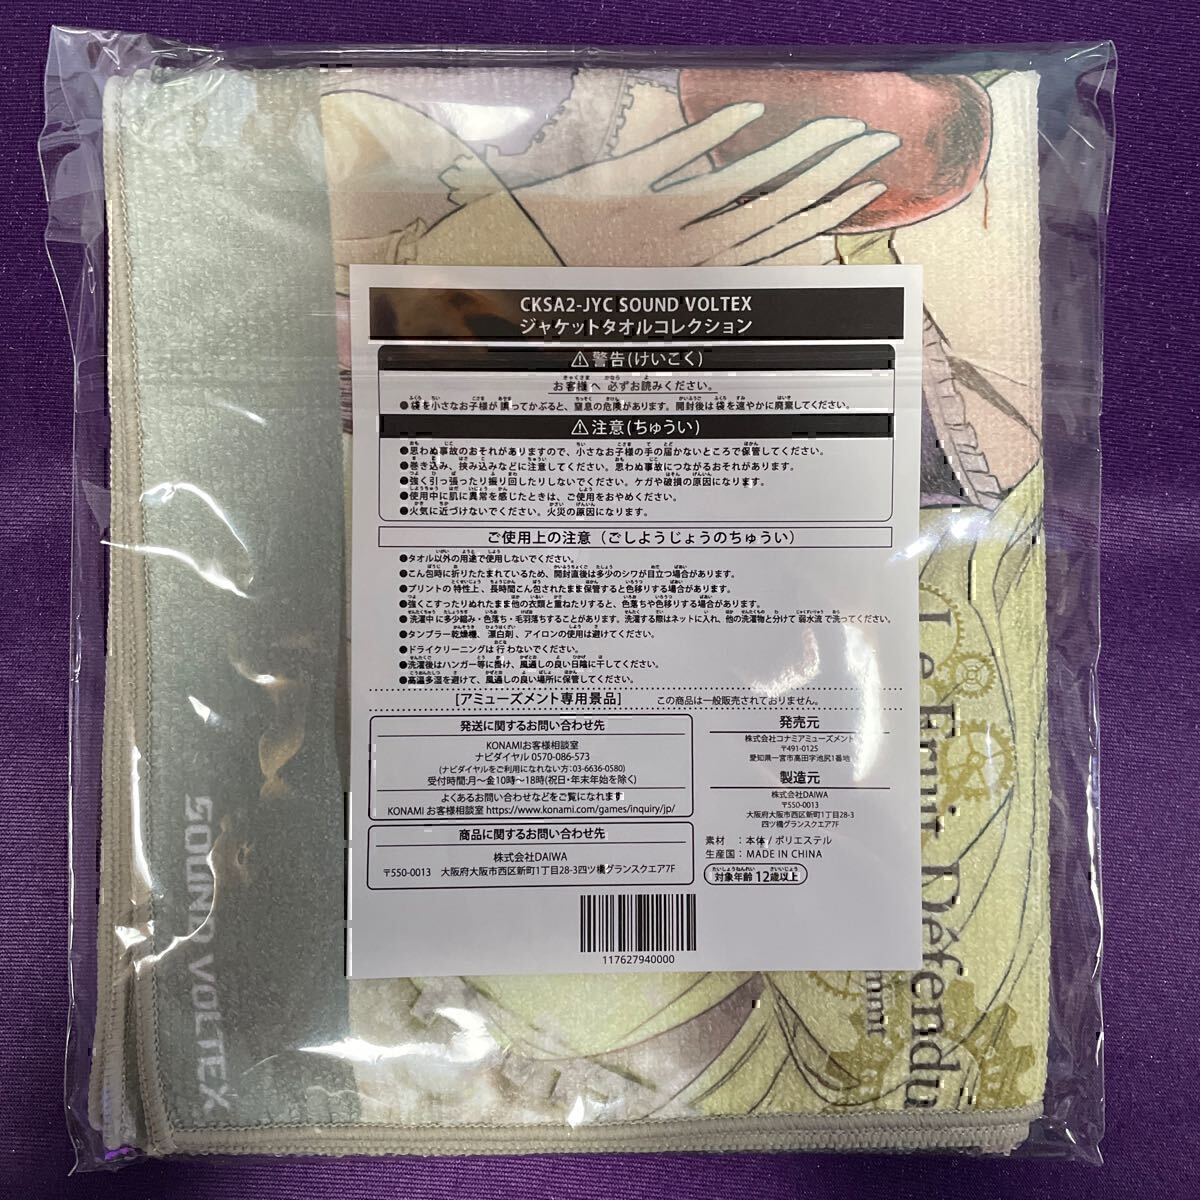 CKSA2-JYC SOUND VOLTEX
ジャケットタオルコレクション
⚠警告(けいこく)
お客様へ 必ずお読みください。
●袋を小さなお子様が誤ってかぶると、窒息の危険があります。開封後は袋を速やかに廃棄してください。
⚠注意(ちゅうい)
●思わぬ事故のおそれがありますので、小さなお子様の手の届かないところで保管してください。
●巻き込み、挟み込みなどに注意してください。思わぬ事故につながるおそれがあります。
●強く引っ張ったり振り回したりしないでください。ケガや破損の原因になります。
●使用中に肌に異常を感じたときは、ご使用をおやめください。
●火気に近づけないでください。火災の原因になります。
ご使用上の注意(ごしようじょうのちゅうい)
●タオル以外の用途で使用しないでください。
●こん包時に折りたたまれているため、開封直後は多少のシワが目立つ場合があります。
●プリントの特性上、長時間こん包されたまま保管すると色移りする場合があります。
●強くこすったりぬれたまま他の衣類と重ねたりすると、色落ちや色移りする場合があります。
●洗濯中に多少縮み・色落ち・毛羽落ちすることがあります。洗濯する際はネットに入れ、他の洗濯物と分けて弱水流で洗ってください。
●タンブラー乾燥機、漂白剤、アイロンの使用は避けてください。
●ドライクリーニングは行わないでください。
●洗濯後はハンガー等に掛け、風通しの良い日陰に干してください。
●高温多湿を避けて、風通しの良い場所に保管してください。
[アミューズメント専用景品] この商品は一般販売されておりません。
発送に関するお問い合わせ先
KONAMIお客様相談室
ナビダイヤル 0570-086-573
(ナビダイヤルをご利用になれない方:03-6636-0580)
受付時間:月～金10時～18時(祝日・年末年始を除く)
よくあるお問い合わせなどをご覧になれます
KONAMI お客様相談室 https://www.konami.com/games/inquiry/jp/
商品に関するお問い合わせ先
株式会社DAIWA
〒550-0013 大阪府大阪市西区新町1丁目28-3四ツ橋グランスクエア7F
発売元
株式会社コナミアミューズメント
〒491-0125
愛知県一宮市高田字池尻1番地
製造元
株式会社DAIWA
〒550-0013
大阪府大阪市西区新町1丁目28-3
四ツ橋グランスクエア7F
素材 :本体/ポリエステル
生産国:MADE IN CHINA
対象年齢12歳以上
117627940000
SOUND VOLTEX
Le Fruit Défendu